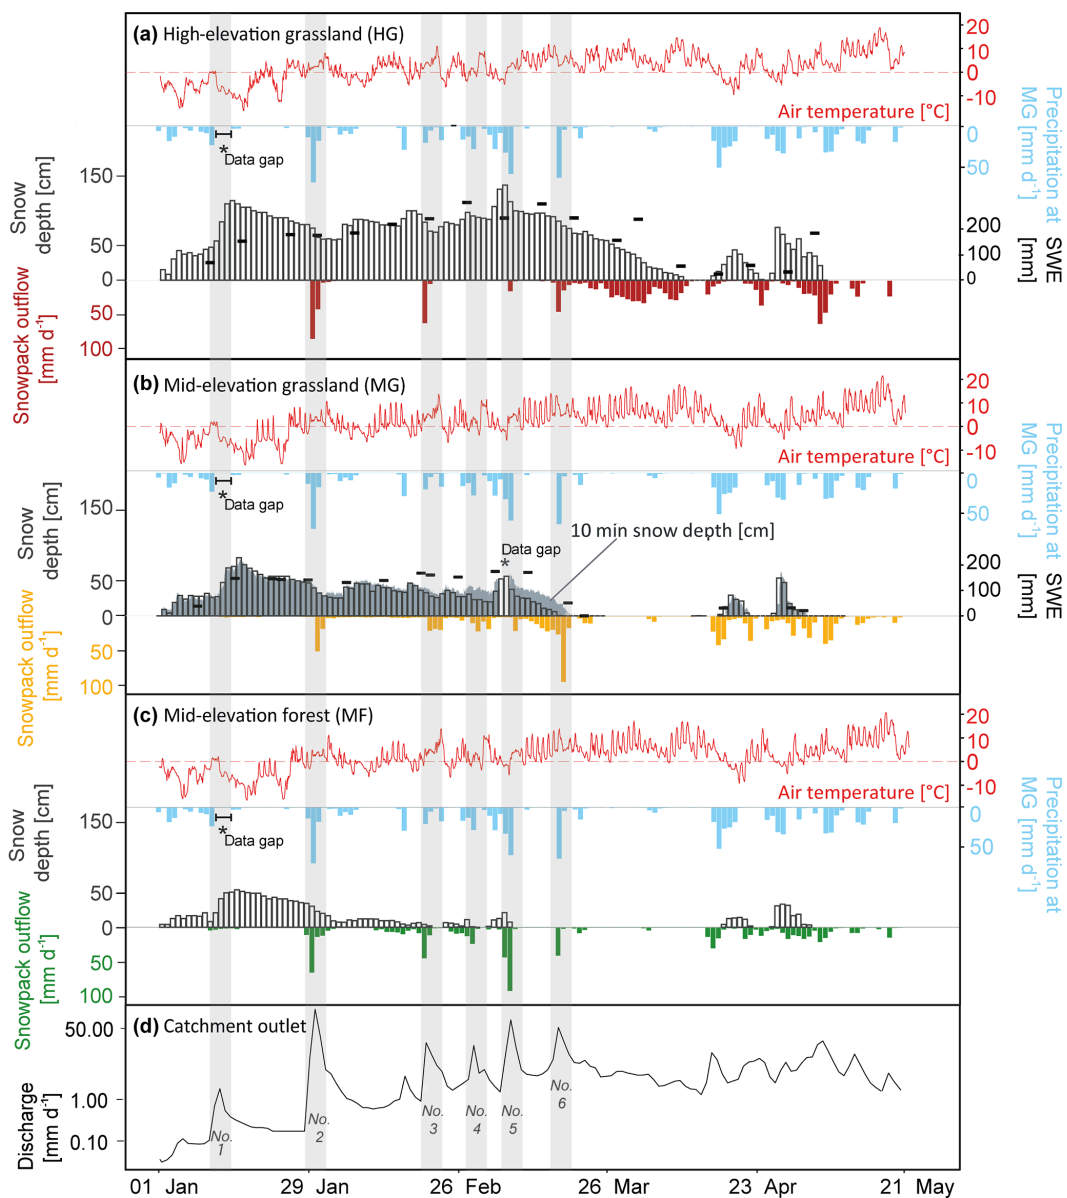 (a) High-elevation grassland (HG)
20
10
0
-10
Air temperature [°C]
Precipitation at
MG [mm d-1]
0
50
*
Data gap
Snow
depth [cm]
150
50
0
200
100
0
SWE
[mm]
Snowpack outflow
[mm d-1]
50
100
(b) Mid-elevation grassland (MG)
20
10
0
-10
Air temperature [°C]
Precipitation at
MG [mm d-1]
0
50
*
Data gap
10 min snow depth [cm]
Data gap
*
Snow
depth [cm]
150
50
0
200
100
0
SWE
[mm]
Snowpack outflow
[mm d-1]
50
100
(c) Mid-elevation forest (MF)
20
10
0
-10
Air temperature [°C]
Precipitation at
MG [mm d-1]
0
50
*
Data gap
Snow
depth [cm]
150
50
0
Snowpack outflow
[mm d-1]
50
100
(d) Catchment outlet
Discharge
[mm d-1]
50.00
1.00
0.10
No.
1
No.
2
No.
3
No.
4
No.
5
No.
6
01 Jan
29 Jan
26 Feb
26 Mar
23 Apr
21 May